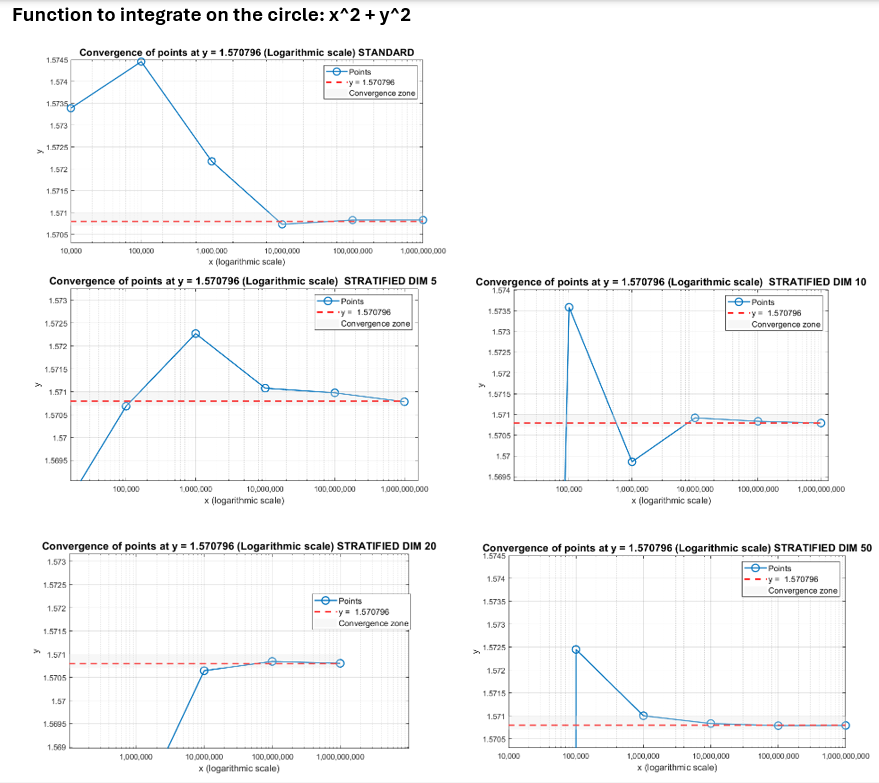 Function to integrate on the circle: x^2 + y^2
Convergence of points at y = 1.570796 (Logarithmic scale) STANDARD
1.5745
1.574
1.5735
1.573
1.5725
1.572
1.5715
1.571
1.5705
y
Points
y = 1.570796
Convergence zone
10,000 100,000 1,000,000 10,000,000 100,000,000 1,000,000,000
x (logarithmic scale)
Convergence of points at y = 1.570796 (Logarithmic scale) STRATIFIED DIM 5
1.573
1.5725
1.572
1.5715
1.571
1.5705
1.57
1.5695
y
Points
y = 1.570796
Convergence zone
100,000 1,000,000 10,000,000 100,000,000 1,000,000,000
x (logarithmic scale)
Convergence of points at y = 1.570796 (Logarithmic scale) STRATIFIED DIM 10
1.574
1.5735
1.573
1.5725
1.572
1.5715
1.571
1.5705
1.57
1.5695
y
Points
y = 1.570796
Convergence zone
100,000 1,000,000 10,000,000 100,000,000 1,000,000,000
x (logarithmic scale)
Convergence of points at y = 1.570796 (Logarithmic scale) STRATIFIED DIM 20
1.573
1.5725
1.572
1.5715
1.571
1.5705
1.57
1.5695
1.569
y
Points
y = 1.570796
Convergence zone
1,000,000 10,000,000 100,000,000 1,000,000,000
x (logarithmic scale)
Convergence of points at y = 1.570796 (Logarithmic scale) STRATIFIED DIM 50
1.5745
1.574
1.5735
1.573
1.5725
1.572
1.5715
1.571
1.5705
y
Points
y = 1.570796
Convergence zone
10,000 100,000 1,000,000 10,000,000 100,000,000 1,000,000,000
x (logarithmic scale)